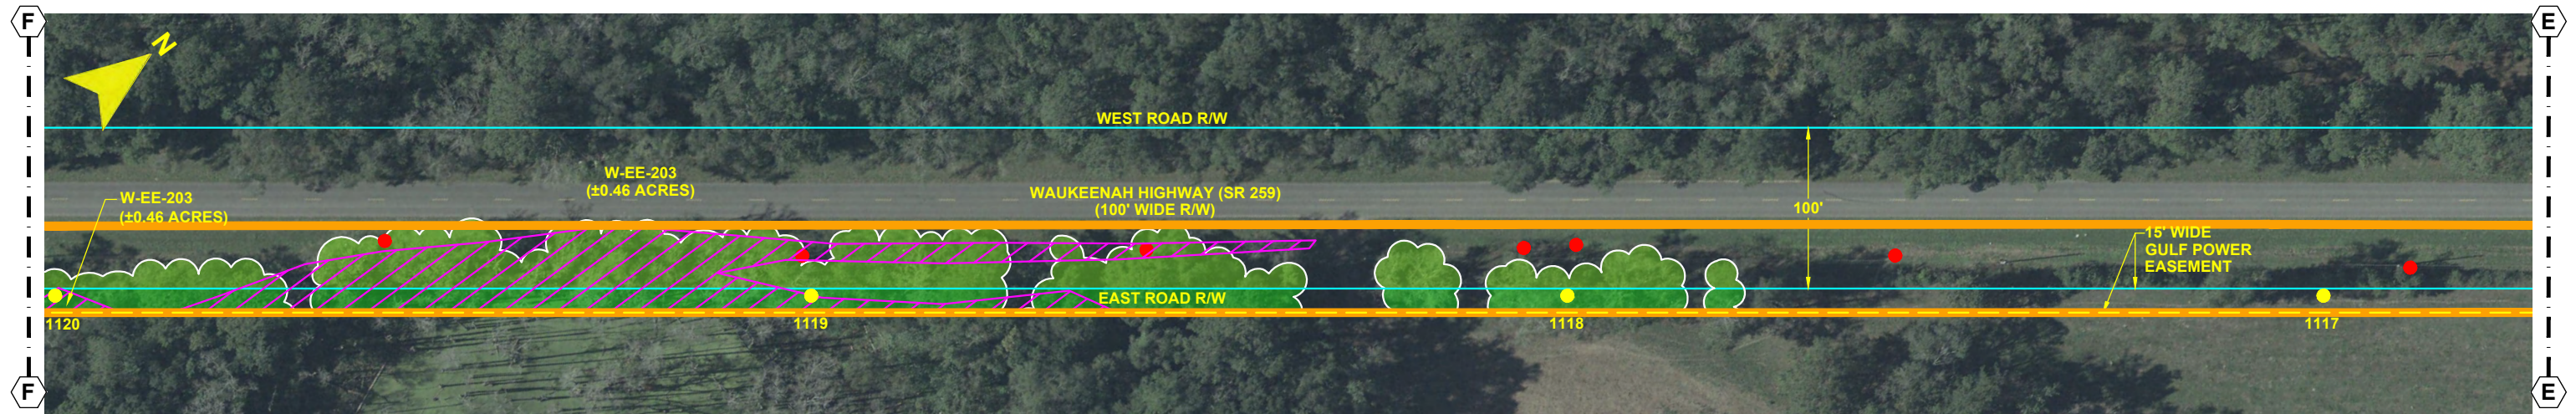 F
E
N
WEST ROAD R/W
W-EE-203
(±0.46 ACRES)
W-EE-203
(±0.46 ACRES)
WAUKEENAH HIGHWAY (SR 259)
(100' WIDE R/W)
100'
15' WIDE
GULF POWER
EASEMENT
EAST ROAD R/W
1120
1119
1118
1117
F
E